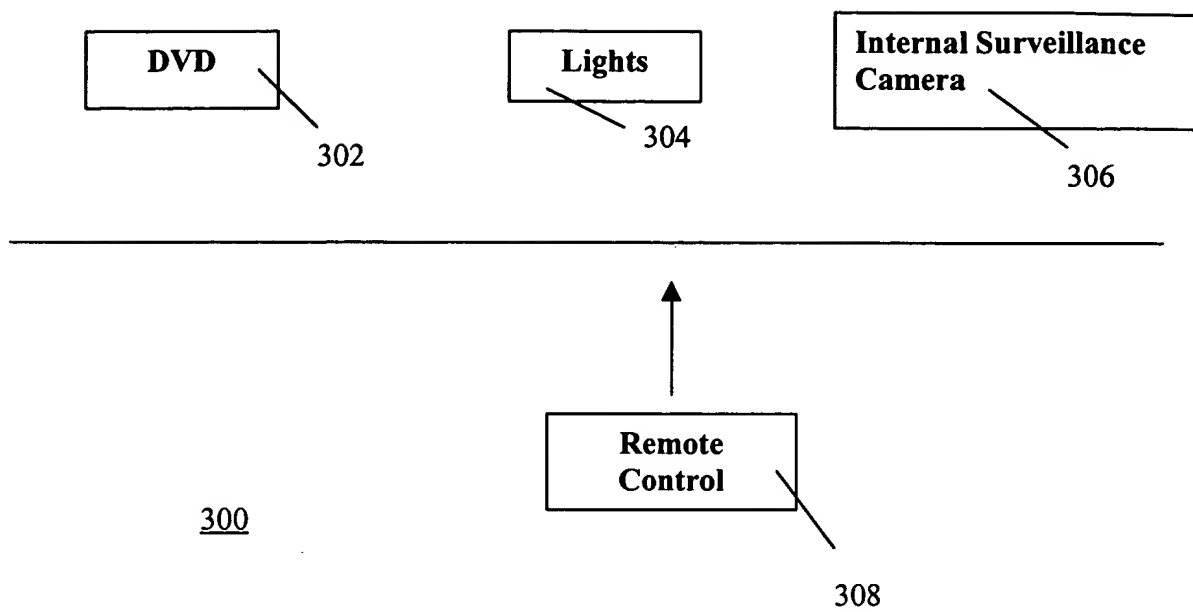 DVD
Lights
Internal Surveillance
Camera
302
304
306
Remote
Control
300
308